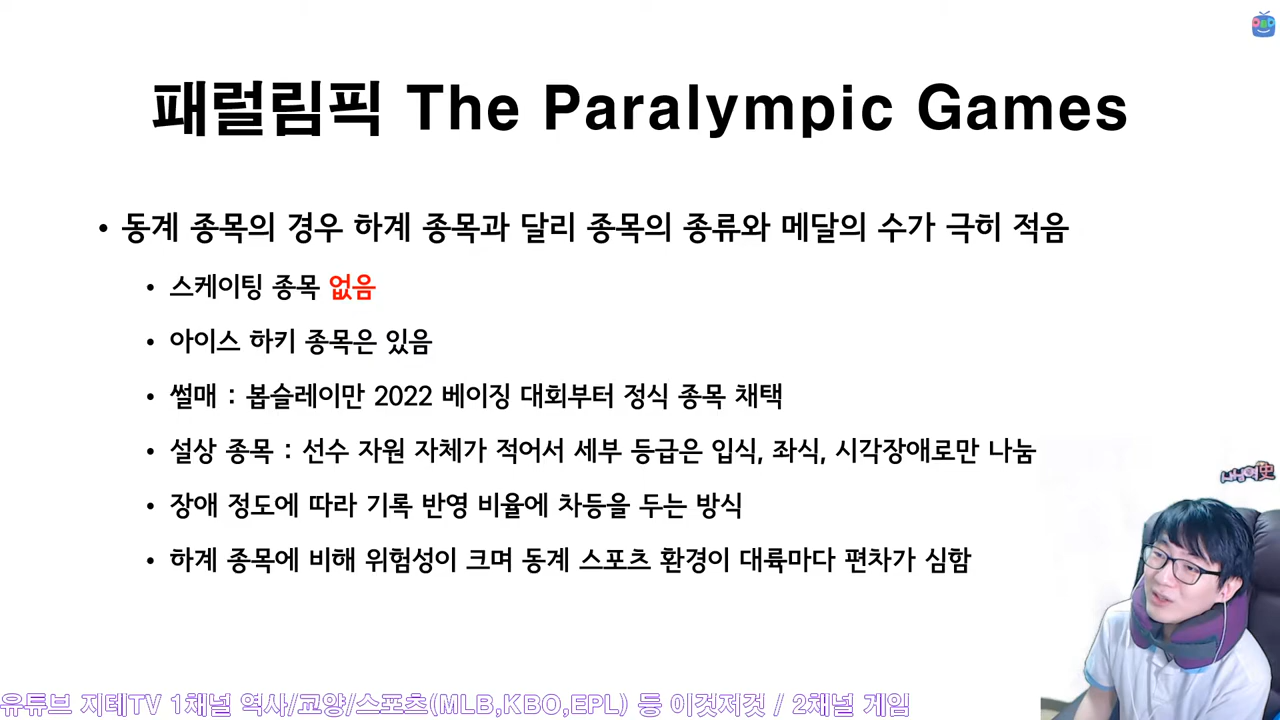 패럴림픽 The Paralympic Games
• 동계 종목의 경우 하계 종목과 달리 종목의 종류와 메달의 수가 극히 적음
• 스케이팅 종목 없음
• 아이스 하키 종목은 있음
• 썰매 : 봅슬레이만 2022 베이징 대회부터 정식 종목 채택
• 설상 종목 : 선수 자원 자체가 적어서 세부 등급은 입식, 좌식, 시각장애로만 나눔
• 장애 정도에 따라 기록 반영 비율에 차등을 두는 방식
• 하계 종목에 비해 위험성이 크며 동계 스포츠 환경이 대륙마다 편차가 심함
유튜브 지테TV 1채널 역사/교양/스포츠(MLB,KBO,EPL) 등 이것저것 / 2채널 게임